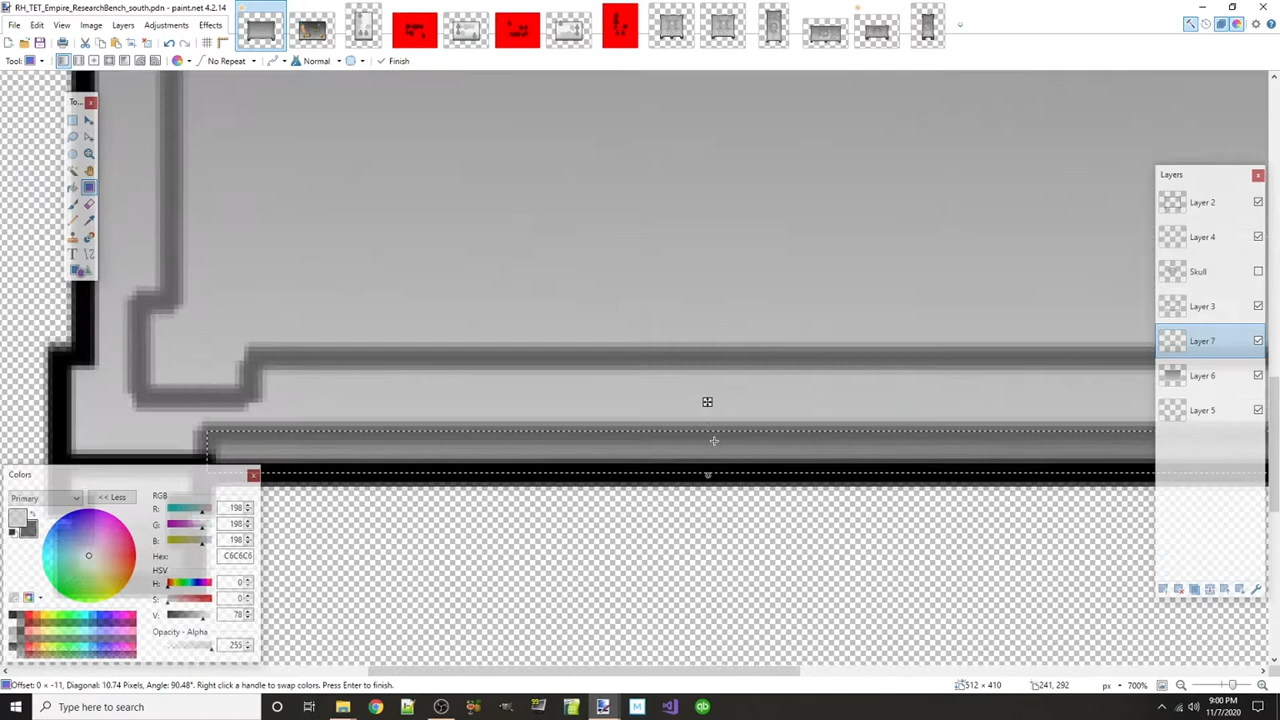 RH_TET_Empire_ResearchBench_south.pdn - paint.net 4.2.14
File Edit View Image Layers Adjustments Effects
Tool: No Repeat Normal Finish
To...
Layers
Layer 2
Layer 4
Skull
Layer 3
Layer 7
Layer 6
Layer 5
Colors
Primary << Less
RGB
R: 198
G: 198
B: 198
Hex: C6C6C6
HSV
H: 0
S: 0
V: 78
Opacity - Alpha
255
Offset: 0 × -11, Diagonal: 10.74 Pixels, Angle: 90.48°. Right click a handle to swap colors. Press Enter to finish. 512 × 410 241, 292 px 700%
Type here to search
9:00 PM
11/7/2020